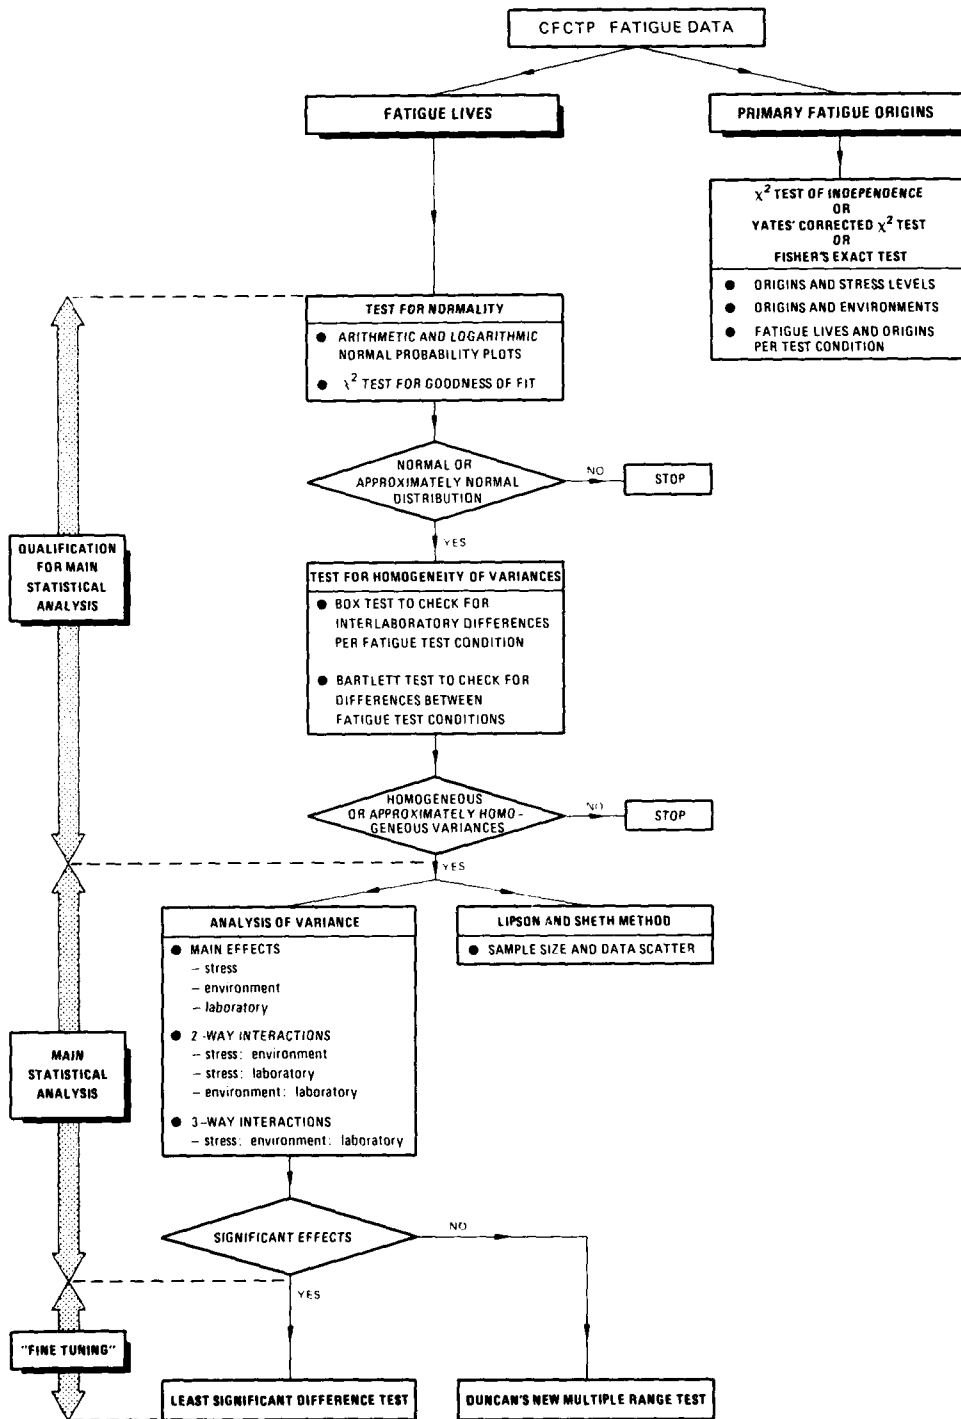 CFCTP FATIGUE DATA
FATIGUE LIVES
PRIMARY FATIGUE ORIGINS
χ² TEST OF INDEPENDENCE
OR
YATES' CORRECTED χ² TEST
OR
FISHER'S EXACT TEST
● ORIGINS AND STRESS LEVELS
● ORIGINS AND ENVIRONMENTS
● FATIGUE LIVES AND ORIGINS
PER TEST CONDITION
TEST FOR NORMALITY
● ARITHMETIC AND LOGARITHMIC
NORMAL PROBABILITY PLOTS
● χ² TEST FOR GOODNESS OF FIT
NORMAL OR
APPROXIMATELY NORMAL
DISTRIBUTION
NO
STOP
YES
QUALIFICATION
FOR MAIN
STATISTICAL
ANALYSIS
TEST FOR HOMOGENEITY OF VARIANCES
● BOX TEST TO CHECK FOR
INTERLABORATORY DIFFERENCES
PER FATIGUE TEST CONDITION
● BARTLETT TEST TO CHECK FOR
DIFFERENCES BETWEEN
FATIGUE TEST CONDITIONS
HOMOGENEOUS
OR APPROXIMATELY HOMO-
GENEOUS VARIANCES
NO
STOP
YES
ANALYSIS OF VARIANCE
● MAIN EFFECTS
– stress
– environment
– laboratory
● 2-WAY INTERACTIONS
– stress: environment
– stress: laboratory
– environment: laboratory
● 3-WAY INTERACTIONS
– stress: environment: laboratory
LIPSON AND SHETH METHOD
● SAMPLE SIZE AND DATA SCATTER
MAIN
STATISTICAL
ANALYSIS
SIGNIFICANT EFFECTS
NO
YES
"FINE TUNING"
LEAST SIGNIFICANT DIFFERENCE TEST
DUNCAN'S NEW MULTIPLE RANGE TEST